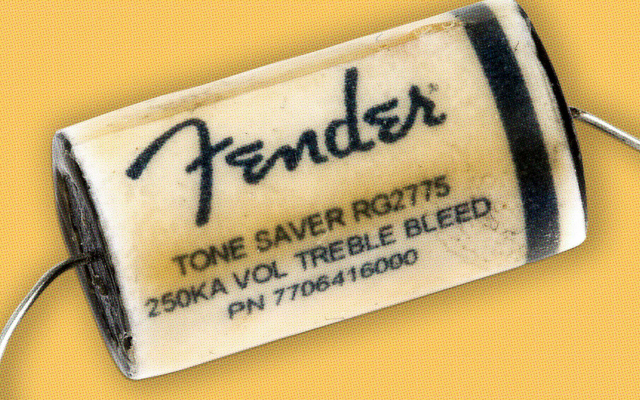 Fender
TONE SAVER RG2775
250KA VOL TREBLE BLEED
PN 7706416000